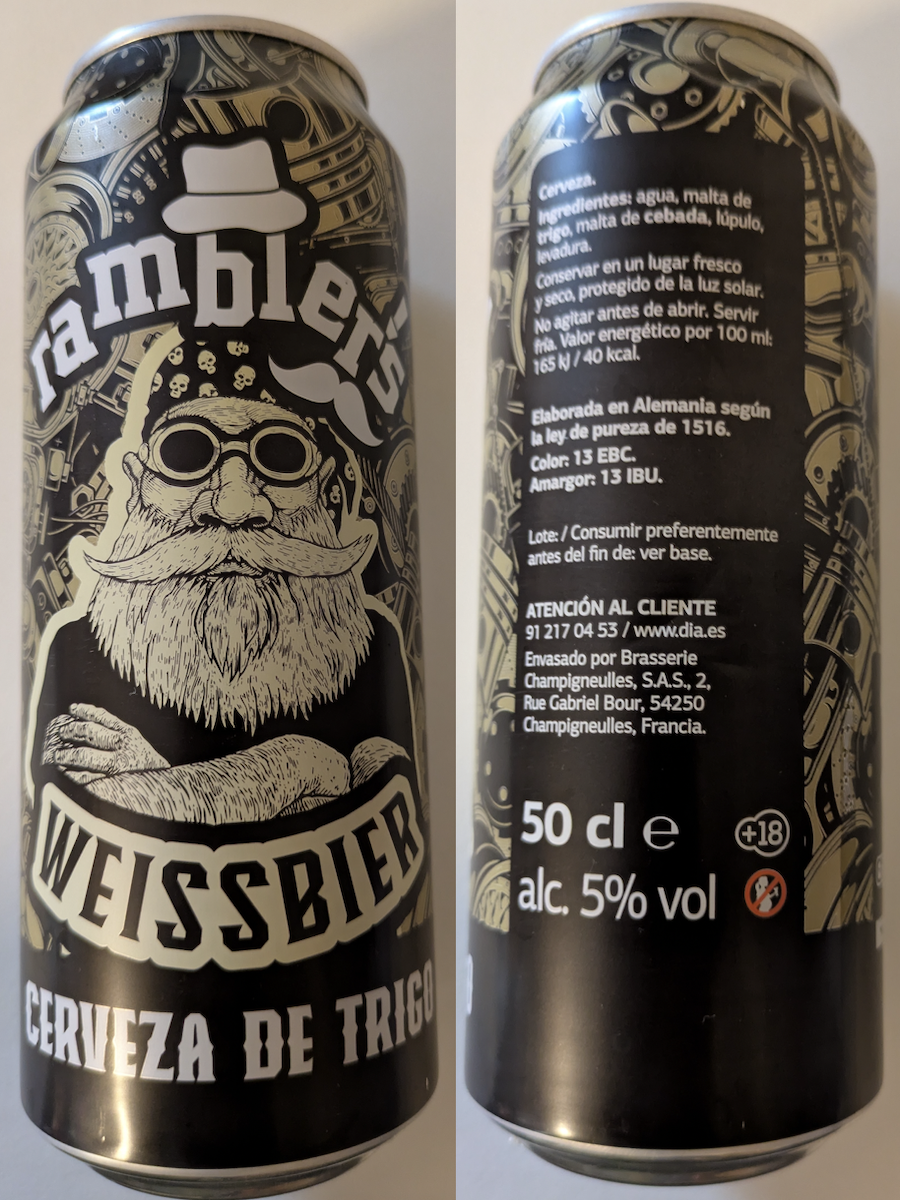 rambler's
WEISSBIER
CERVEZA DE TRIGO
Cerveza.
Ingredientes: agua, malta de
trigo, malta de cebada, lúpulo,
levadura.
Conservar en un lugar fresco
y seco, protegido de la luz solar.
No agitar antes de abrir. Servir
fría. Valor energético por 100 ml:
165 kJ / 40 kcal.
Elaborada en Alemania según
la ley de pureza de 1516.
Color: 13 EBC.
Amargor: 13 IBU.
Lote: / Consumir preferentemente
antes del fin de: ver base.
ATENCIÓN AL CLIENTE
91 217 04 53 / www.dia.es
Envasado por Brasserie
Champigneulles, S.A.S., 2,
Rue Gabriel Bour, 54250
Champigneulles, Francia.
50 cl ℮ +18
alc. 5% vol